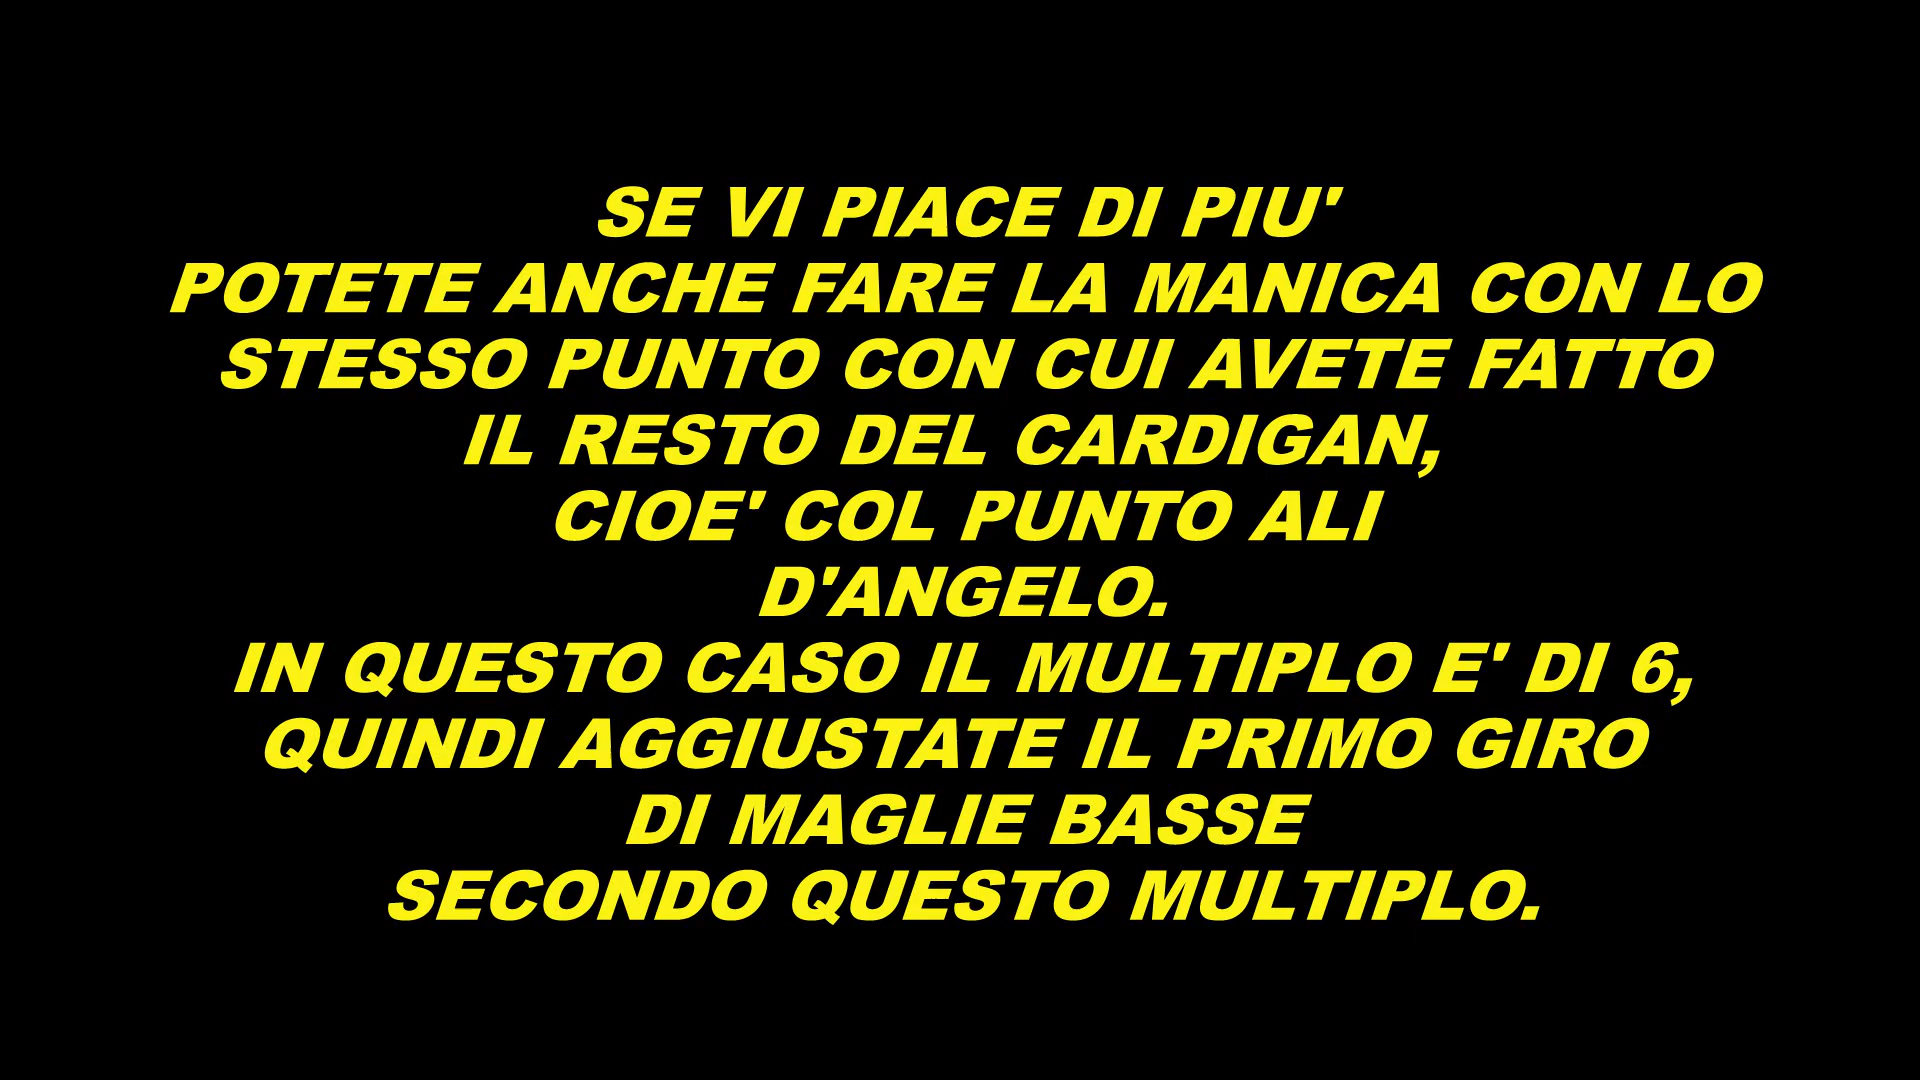 SE VI PIACE DI PIU'
POTETE ANCHE FARE LA MANICA CON LO
STESSO PUNTO CON CUI AVETE FATTO
IL RESTO DEL CARDIGAN,
CIOE' COL PUNTO ALI
D'ANGELO.
IN QUESTO CASO IL MULTIPLO E' DI 6,
QUINDI AGGIUSTATE IL PRIMO GIRO
DI MAGLIE BASSE
SECONDO QUESTO MULTIPLO.